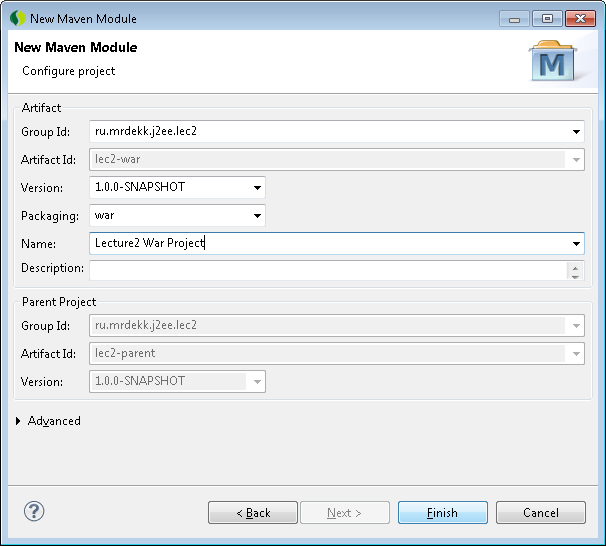 New Maven Module
New Maven Module
Configure project
M
Artifact
Group Id: ru.mrdekk.j2ee.lec2
Artifact Id: lec2-war
Version: 1.0.0-SNAPSHOT
Packaging: war
Name: Lecture2 War Project
Description:
Parent Project
Group Id: ru.mrdekk.j2ee.lec2
Artifact Id: lec2-parent
Version: 1.0.0-SNAPSHOT
Advanced
? < Back Next > Finish Cancel